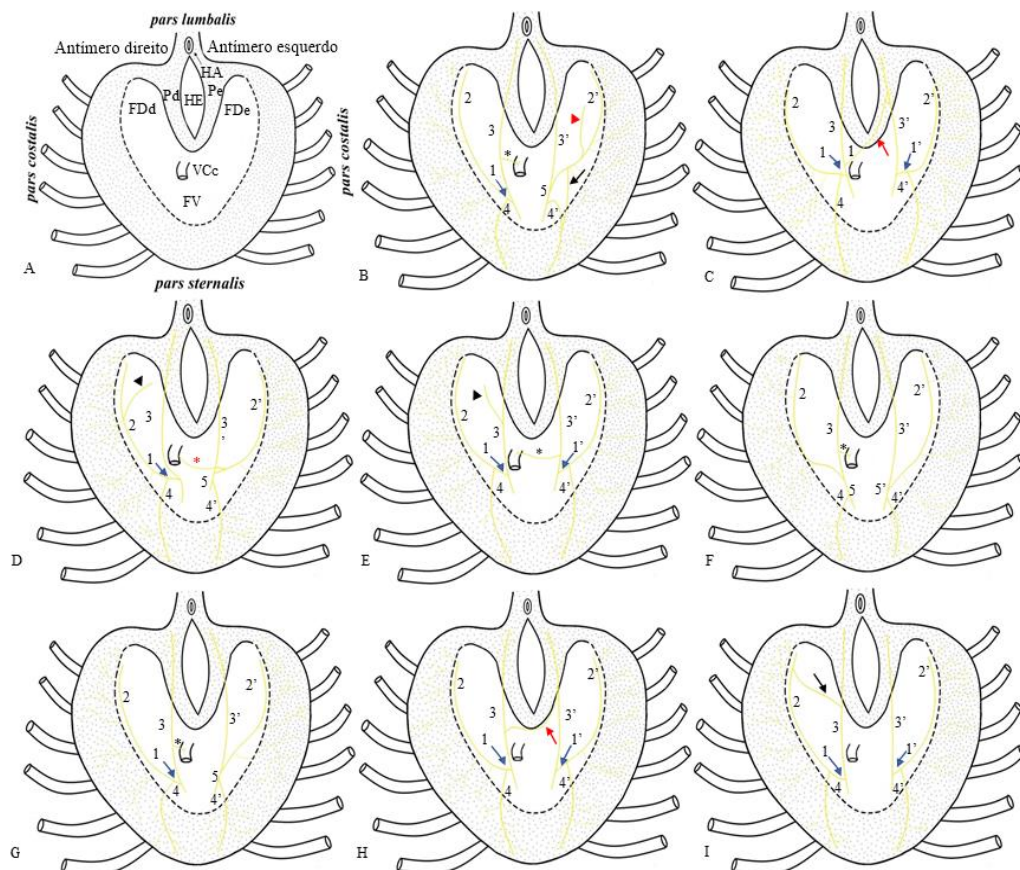 pars lumbalis
Antímero direito Antímero esquerdo
HA
Pd HE Pe
FDd FDe
pars costalis
VCc
FV
A
pars sternalis
pars costalis
2 2'
3 3'
*
1 5
4 4'
B
2 2'
3 3'
1 1 1'
4 4'
C
2 2'
3 3
'
1 *
5
4 4'
D
2 2'
3 3'
1 * 1'
4 4'
E
2 2'
3 3'
*
4 5 5' 4'
F
2 2'
3 3'
*
1 5
4 4'
G
2 2'
3 3'
1 1'
4 4'
H
2 2'
3 3'
1 1'
4 4'
I